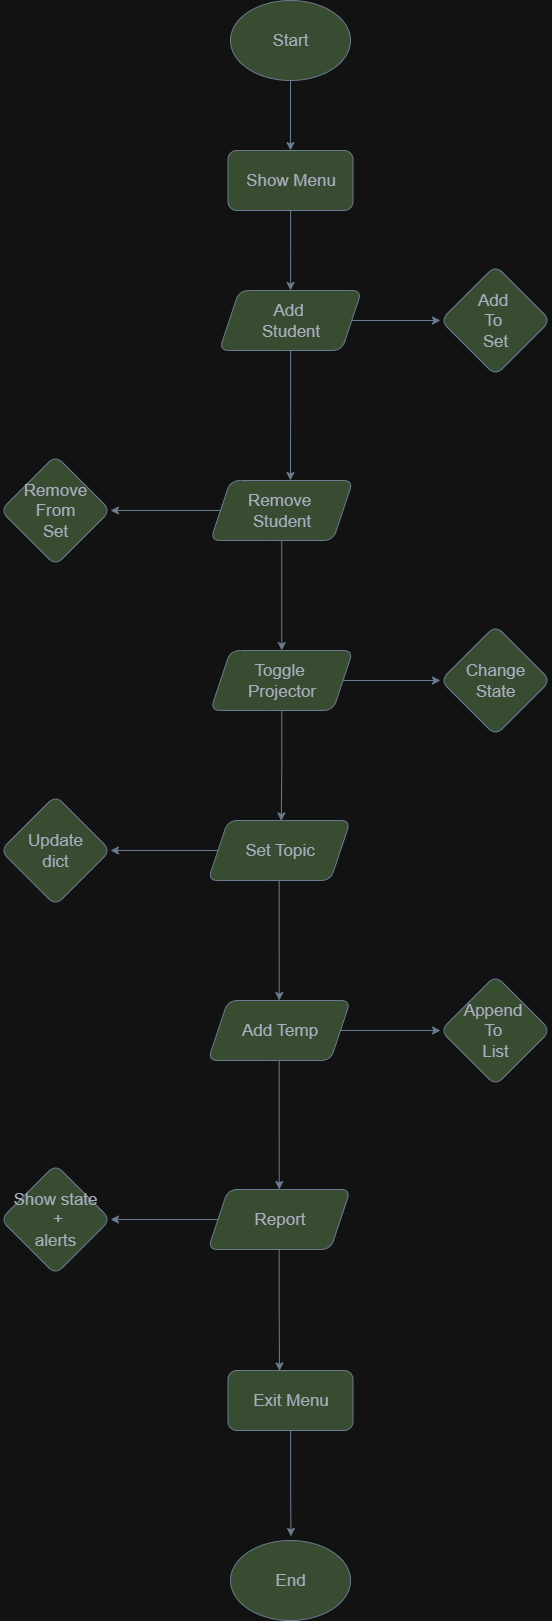 Start
Show Menu
Add
Student
Add
To
Set
Remove
From
Set
Remove
Student
Toggle
Projector
Change
State
Update
dict
Set Topic
Add Temp
Append
To
List
Show state
+
alerts
Report
Exit Menu
End